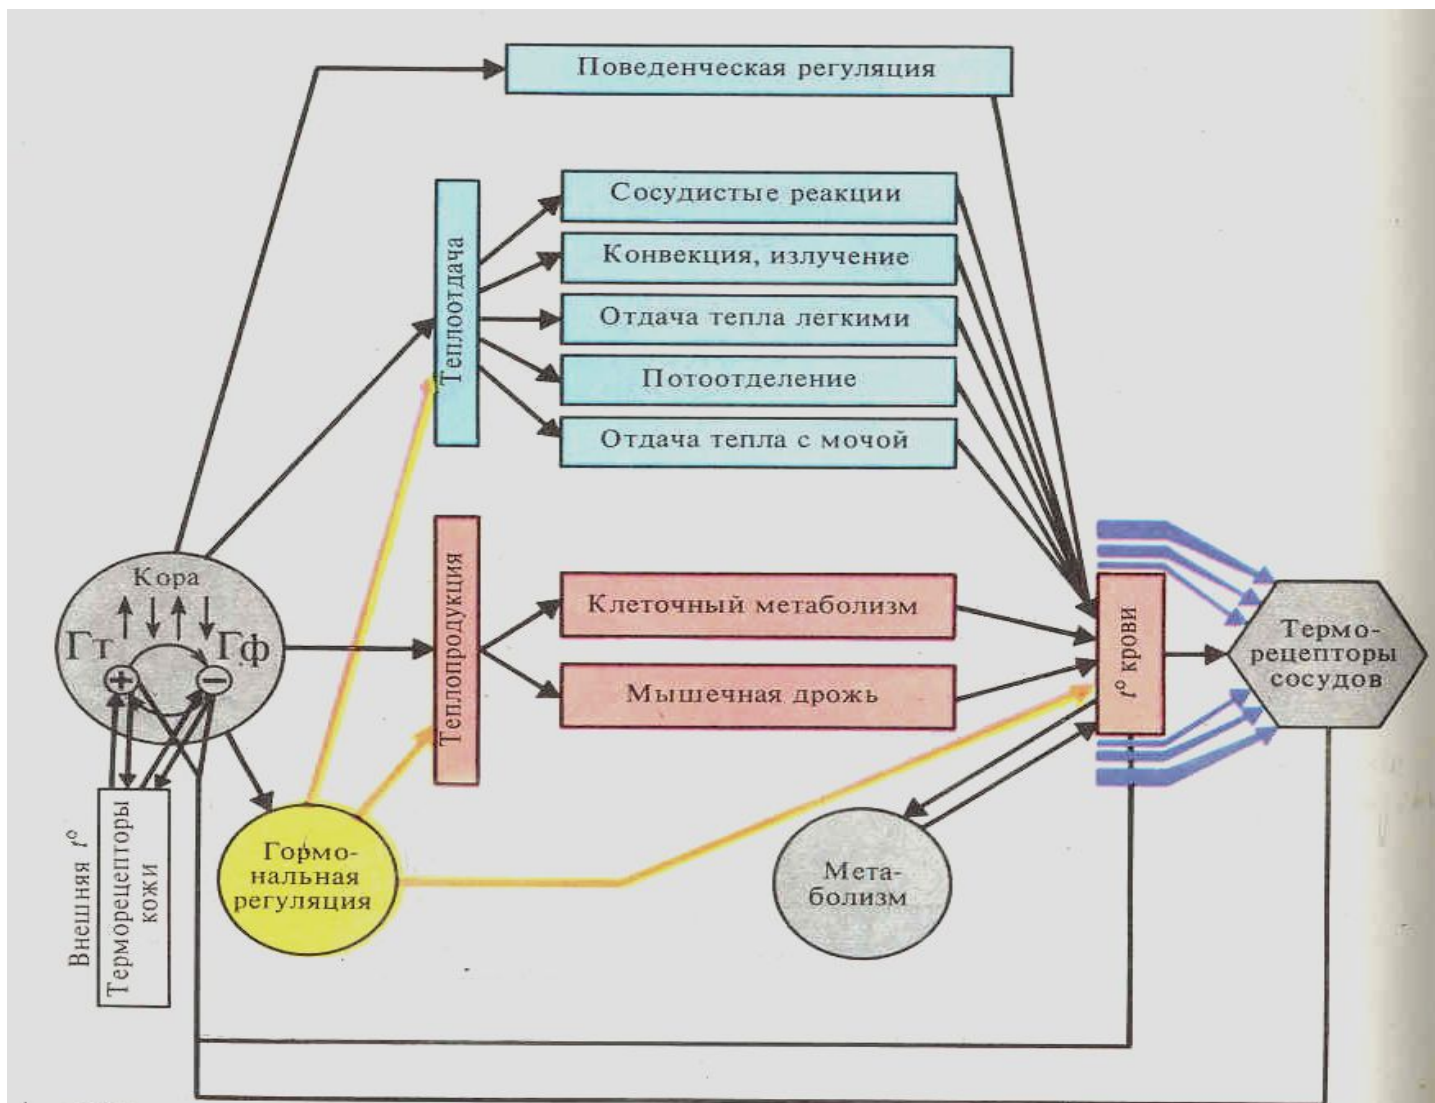 Поведенческая регуляция
Теплоотдача
Сосудистые реакции
Конвекция, излучение
Отдача тепла легкими
Потоотделение
Отдача тепла с мочой
Кора
Гт Гф
+ −
Теплопродукция
Клеточный метаболизм
Мышечная дрожь
t° крови
Термо-
рецепторы
сосудов
Внешняя t°
Терморецепторы
кожи
Гормо-
нальная
регуляция
Мета-
болизм